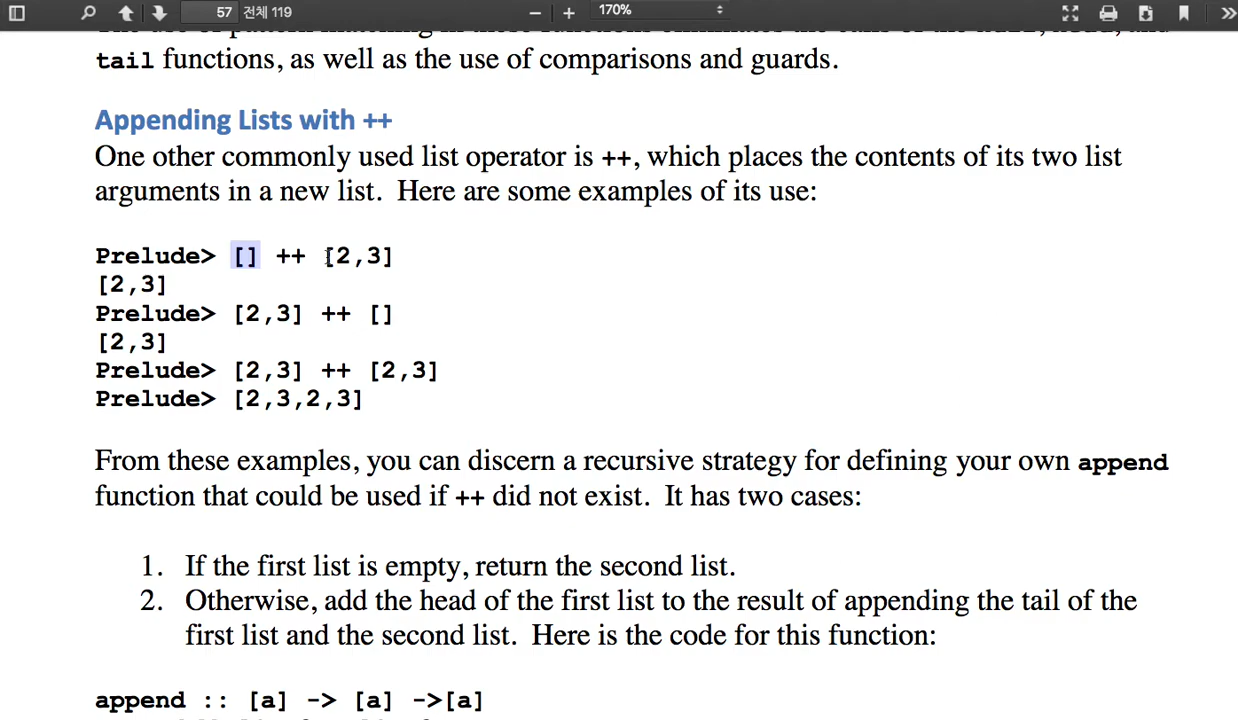 57 전체 119
170%
tail functions, as well as the use of comparisons and guards.
Appending Lists with ++
One other commonly used list operator is ++, which places the contents of its two list
arguments in a new list. Here are some examples of its use:
Prelude> [] ++ [2,3]
[2,3]
Prelude> [2,3] ++ []
[2,3]
Prelude> [2,3] ++ [2,3]
Prelude> [2,3,2,3]
From these examples, you can discern a recursive strategy for defining your own append
function that could be used if ++ did not exist. It has two cases:
1. If the first list is empty, return the second list.
2. Otherwise, add the head of the first list to the result of appending the tail of the
first list and the second list. Here is the code for this function:
append :: [a] -> [a] ->[a]